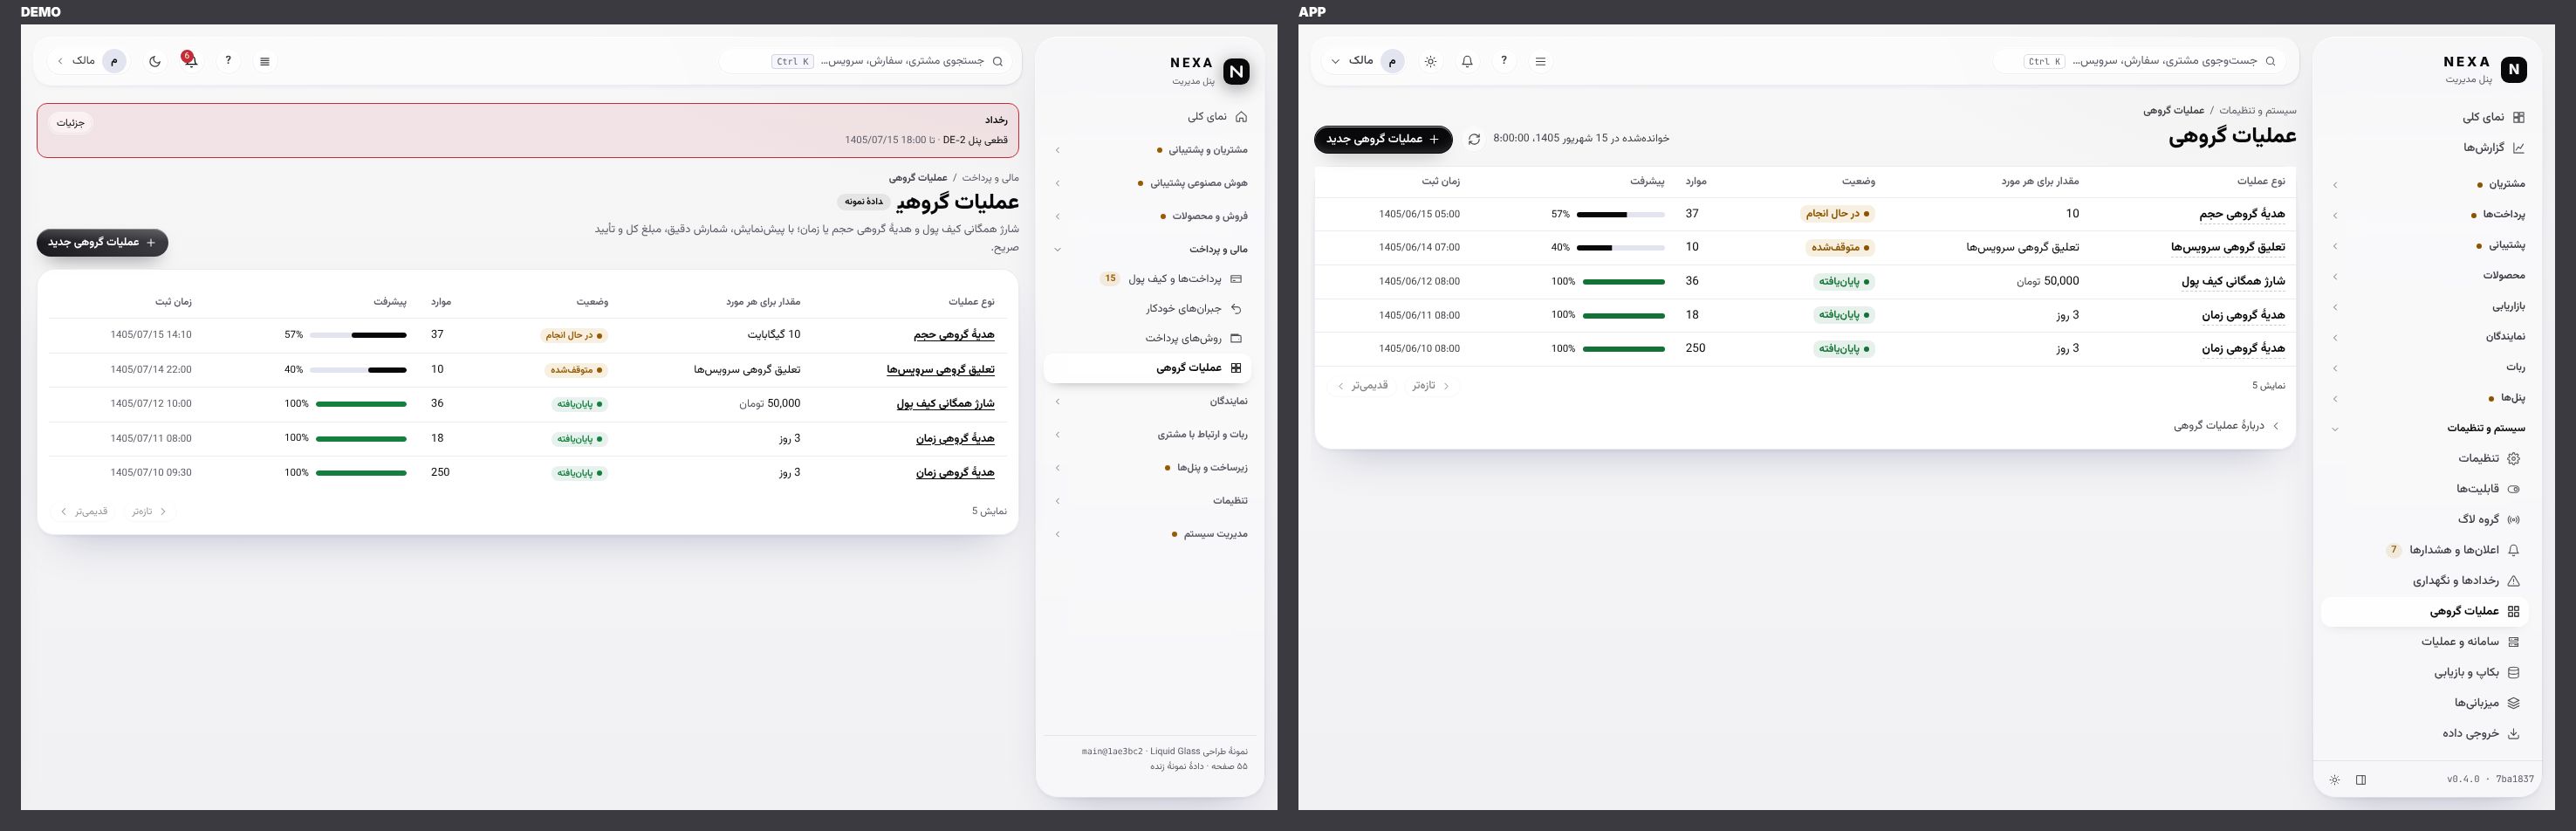 DEMO
NEXA
پنل مدیریت
جستجوی مشتری، سفارش، سرویس…
Ctrl K
?
6
م
مالک
نمای کلی
مشتریان و پشتیبانی
هوش مصنوعی پشتیبانی
فروش و محصولات
مالی و پرداخت
پرداخت‌ها و کیف پول 15
جبران‌های خودکار
روش‌های پرداخت
عملیات گروهی
نمایندگان
ربات و ارتباط با مشتری
زیرساخت و پنل‌ها
تنظیمات
مدیریت سیستم
نمونهٔ طراحی Liquid Glass · main@1ae3bc2
۵۵ صفحه · دادهٔ نمونهٔ زنده
رخداد
جزئیات
قطعی پنل DE-2 · تا 18:00 1405/07/15
مالی و پرداخت / عملیات گروهی
عملیات گروهی دادهٔ نمونه
شارژ همگانی کیف پول و هدیهٔ گروهی حجم یا زمان؛ با پیش‌نمایش، شمارش دقیق، مبلغ کل و تأیید
صریح.
+ عملیات گروهی جدید
نوع عملیات مقدار برای هر مورد وضعیت موارد پیشرفت زمان ثبت
هدیهٔ گروهی حجم 10 گیگابایت در حال انجام 37 57% 1405/07/15 14:10
تعلیق گروهی سرویس‌ها تعلیق گروهی سرویس‌ها متوقف‌شده 10 40% 1405/07/14 22:00
شارژ همگانی کیف پول 50,000 تومان پایان‌یافته 36 100% 1405/07/12 10:00
هدیهٔ گروهی زمان 3 روز پایان‌یافته 18 100% 1405/07/11 08:00
هدیهٔ گروهی زمان 3 روز پایان‌یافته 250 100% 1405/07/10 09:30
نمایش 5 تازه‌تر قدیمی‌تر
APP
N
NEXA
پنل مدیریت
جست‌وجوی مشتری، سفارش، سرویس…
Ctrl K
?
م
مالک
نمای کلی
گزارش‌ها
مشتریان
پرداخت‌ها
پشتیبانی
محصولات
بازاریابی
نمایندگان
ربات
پنل‌ها
سیستم و تنظیمات
تنظیمات
قابلیت‌ها
گروه لاگ
اعلان‌ها و هشدارها 7
رخدادها و نگهداری
عملیات گروهی
سامانه و عملیات
بکاپ و بازیابی
میزبانی‌ها
خروجی داده
v0.4.0 · 7ba1837
سیستم و تنظیمات / عملیات گروهی
عملیات گروهی
خوانده‌شده در 15 شهریور 1405، 8:00:00
+ عملیات گروهی جدید
نوع عملیات مقدار برای هر مورد وضعیت موارد پیشرفت زمان ثبت
هدیهٔ گروهی حجم 10 در حال انجام 37 57% 1405/06/15 05:00
تعلیق گروهی سرویس‌ها تعلیق گروهی سرویس‌ها متوقف‌شده 10 40% 1405/06/14 07:00
شارژ همگانی کیف پول 50,000 تومان پایان‌یافته 36 100% 1405/06/12 08:00
هدیهٔ گروهی زمان 3 روز پایان‌یافته 18 100% 1405/06/11 08:00
هدیهٔ گروهی زمان 3 روز پایان‌یافته 250 100% 1405/06/10 08:00
نمایش 5 تازه‌تر قدیمی‌تر
دربارهٔ عملیات گروهی